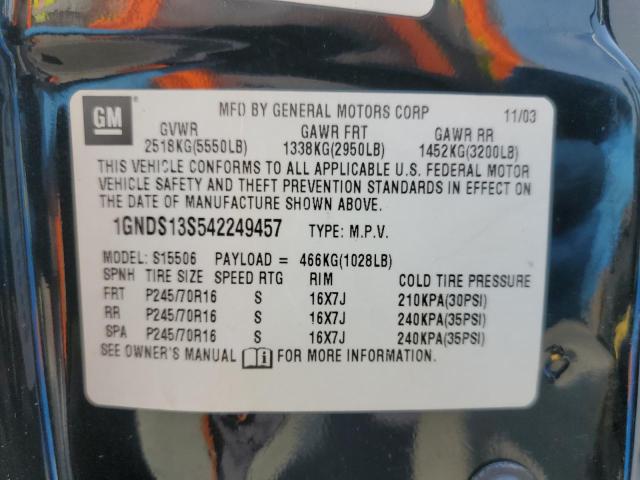 GM MFD BY GENERAL MOTORS CORP 11/03
GVWR GAWR FRT GAWR RR
2518KG(5550LB) 1338KG(2950LB) 1452KG(3200LB)
THIS VEHICLE CONFORMS TO ALL APPLICABLE U.S. FEDERAL MOTOR
VEHICLE SAFETY AND THEFT PREVENTION STANDARDS IN EFFECT ON
THE DATE OF MANUFACTURE SHOWN ABOVE.
1GNDS13S542249457 TYPE: M.P.V.
MODEL: S15506 PAYLOAD = 466KG(1028LB)
SPNH TIRE SIZE SPEED RTG RIM COLD TIRE PRESSURE
FRT P245/70R16 S 16X7J 210KPA(30PSI)
RR P245/70R16 S 16X7J 240KPA(35PSI)
SPA P245/70R16 S 16X7J 240KPA(35PSI)
SEE OWNER'S MANUAL i FOR MORE INFORMATION.